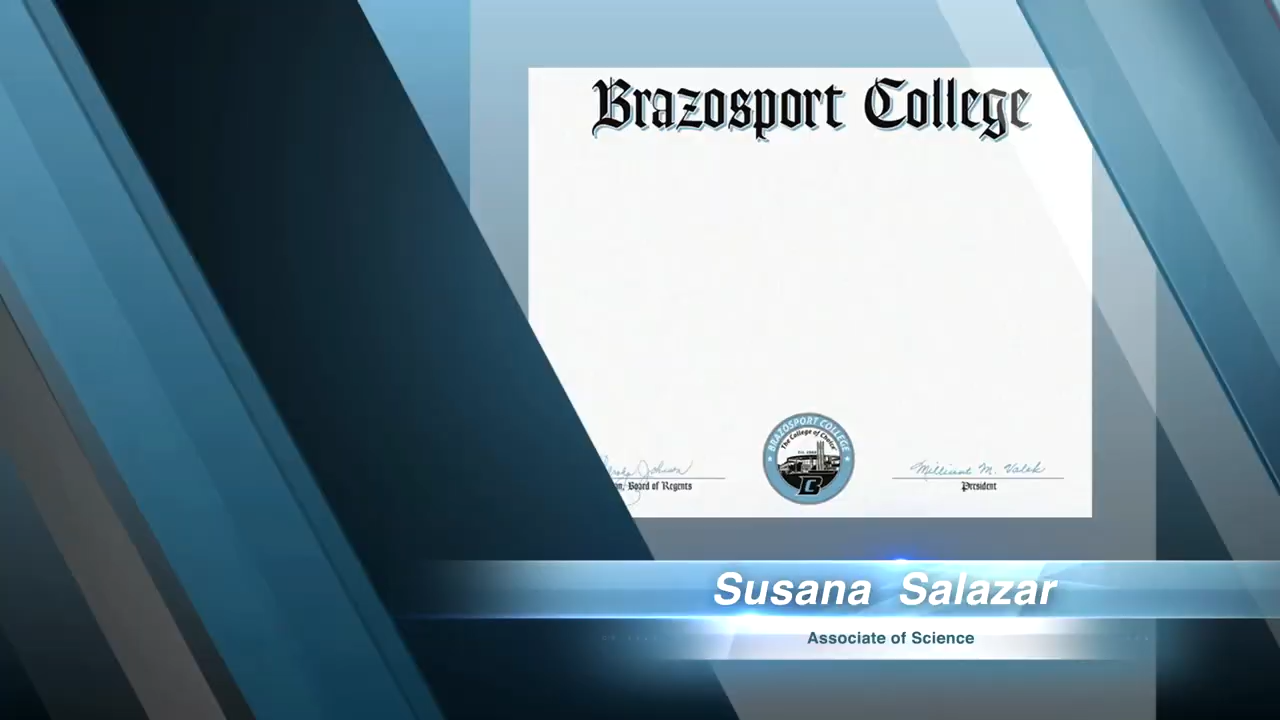 Brazosport College
BRAZOSPORT COLLEGE
The College of Choice
Johnson
Board of Regents
Millicent M. Valek
President
Susana Salazar
Associate of Science